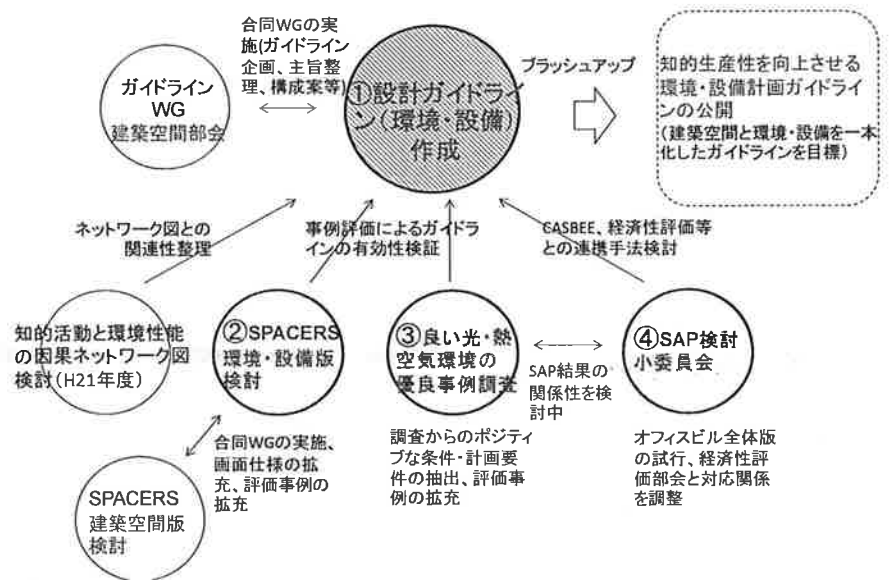 合同WGの実
施(ガイドライン
企画、主旨整
理、構成案等)
ガイドライン
WG
建築空間部会
①設計ガイドラ
イン(環境・設備)
作成
ブラッシュアップ
知的生産性を向上させる
環境・設備計画ガイドライ
ンの公開
(建築空間と環境・設備を一本
化したガイドラインを目標)
ネットワーク図との
関連性整理
事例評価によるガイドラ
インの有効性検証
CASBEE、経済性評価等
との連携手法検討
知的活動と環境性能
の因果ネットワーク図
検討(H21年度)
②SPACERS
環境・設備版
検討
③良い光・熱
空気環境の
優良事例調査
SAP結果の
関係性を検
討中
④SAP検討
小委員会
合同WGの実施、
画面仕様の拡
充、評価事例の
拡充
調査からのポジティ
ブな条件・計画要
件の抽出、評価事
例の拡充
オフィスビル全体版
の試行、経済性評
価部会と対応関係
を調整
SPACERS
建築空間版
検討